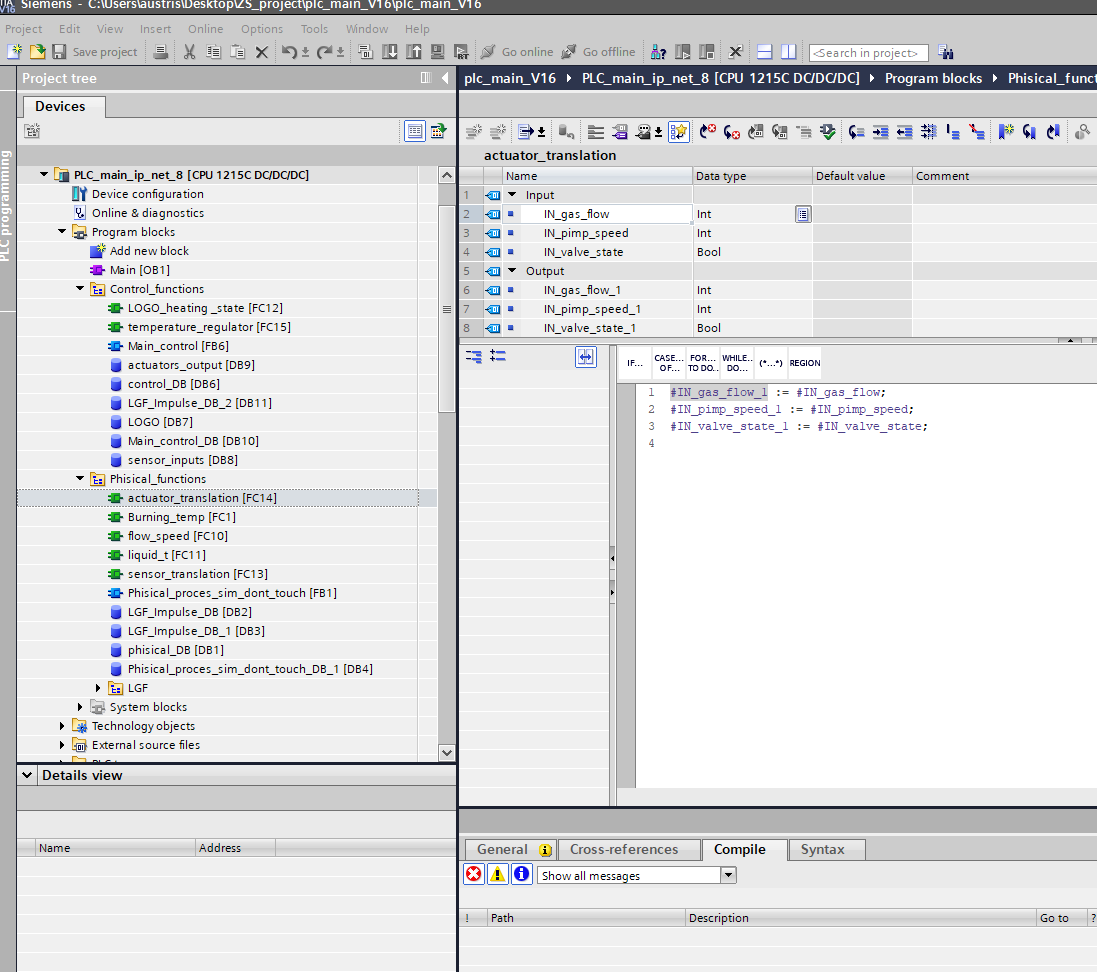 Siemens - C:\Users\austris\Desktop\ZS_project\plc_main_V16\plc_main_V16
V16
Project Edit View Insert Online Options Tools Window Help
Save project
Go online
Go offline
<Search in project>
PLC programming
Project tree
Devices
PLC_main_ip_net_8 [CPU 1215C DC/DC/DC]
Device configuration
Online & diagnostics
Program blocks
Add new block
Main [OB1]
Control_functions
LOGO_heating _state [FC12]
temperature_regulator [FC15]
Main_control [FB6]
actuators_output [DB9]
control_DB [DB6]
LGF_Impulse_DB_2 [DB11]
LOGO [DB7]
Main_control_DB [DB10]
sensor_inputs [DB8]
Phisical_functions
actuator_translation [FC14]
Burning_temp [FC1]
flow_speed [FC10]
liquid_t [FC11]
sensor_translation [FC13]
Phisical_proces_sim_dont_touch [FB1]
LGF_Impulse_DB [DB2]
LGF_Impulse_DB_1 [DB3]
phisical_DB [DB1]
Phisical_proces_sim_dont_touch_DB_1 [DB4]
LGF
System blocks
Technology objects
External source files
Details view
Name Address
plc_main_V16 PLC_main_ip_net_8 [CPU 1215C DC/DC/DC] Program blocks Phisical_funct
actuator_translation
Name Data type Default value Comment
1 Input
2 IN_gas_flow Int
3 IN_pimp_speed Int
4 IN_valve_state Bool
5 Output
6 IN_gas_flow_1 Int
7 IN_pimp_speed_1 Int
8 IN_valve_state_1 Bool
IF... CASE... OF... FOR... TO DO.. WHILE.. DO... (*...*) REGION
1 #IN_gas_flow_1 := #IN_gas_flow;
2 #IN_pimp_speed_1 := #IN_pimp_speed;
3 #IN_valve_state_1 := #IN_valve_state;
4
General Cross-references Compile Syntax
Show all messages
! Path Description Go to ?